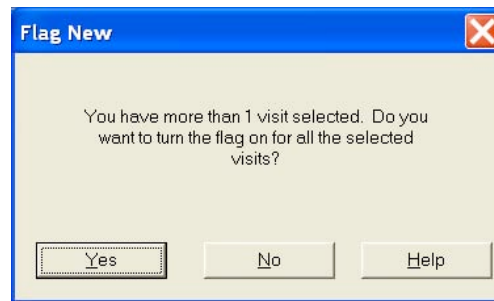 Flag New
You have more than 1 visit selected. Do you
want to turn the flag on for all the selected
visits?
Yes No Help